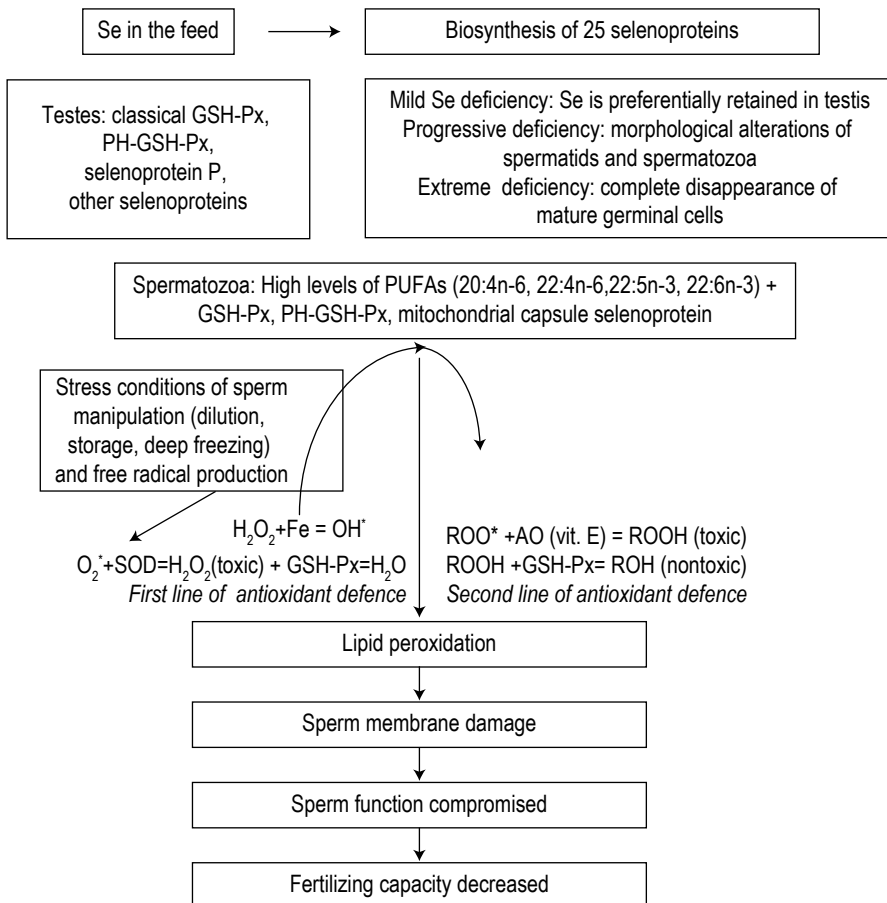 Se in the feed
Biosynthesis of 25 selenoproteins
Testes: classical GSH-Px,
PH-GSH-Px,
selenoprotein P,
other selenoproteins
Mild Se deficiency: Se is preferentially retained in testis
Progressive deficiency: morphological alterations of
spermatids and spermatozoa
Extreme deficiency: complete disappearance of
mature germinal cells
Spermatozoa: High levels of PUFAs (20:4n-6, 22:4n-6,22:5n-3, 22:6n-3) +
GSH-Px, PH-GSH-Px, mitochondrial capsule selenoprotein
Stress conditions of sperm
manipulation (dilution,
storage, deep freezing)
and free radical production
H₂O₂+Fe = OH*
O₂*+SOD=H₂O₂(toxic) + GSH-Px=H₂O
First line of antioxidant defence
ROO* +AO (vit. E) = ROOH (toxic)
ROOH +GSH-Px= ROH (nontoxic)
Second line of antioxidant defence
Lipid peroxidation
Sperm membrane damage
Sperm function compromised
Fertilizing capacity decreased